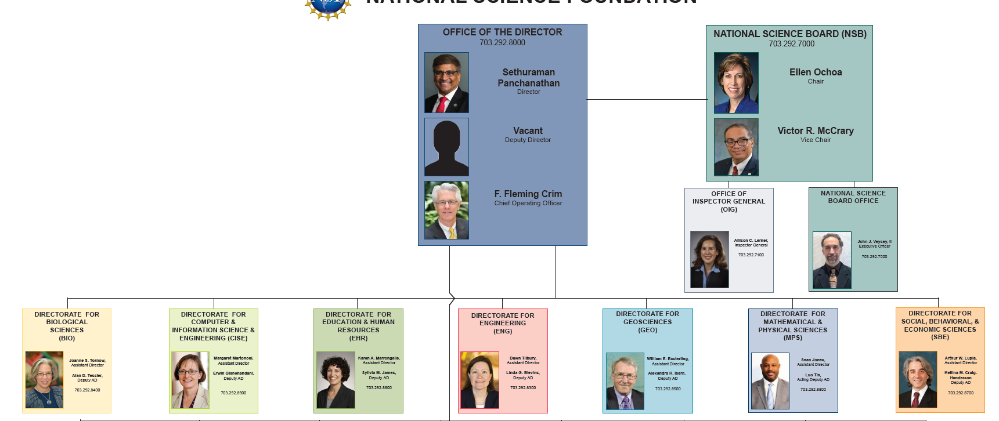 NSF
NATIONAL SCIENCE FOUNDATION
OFFICE OF THE DIRECTOR
703.292.8000
Sethuraman
Panchanathan
Director
Vacant
Deputy Director
F. Fleming Crim
Chief Operating Officer
NATIONAL SCIENCE BOARD (NSB)
703.292.7000
Ellen Ochoa
Chair
Victor R. McCrary
Vice Chair
OFFICE OF
INSPECTOR GENERAL
(OIG)
Allison C. Lerner,
Inspector General
703.292.7100
NATIONAL SCIENCE
BOARD OFFICE
John J. Veysey, II
Executive Officer
703.292.7000
DIRECTORATE FOR
BIOLOGICAL
SCIENCES
(BIO)
Joanne S. Tornow,
Assistant Director
Alan D. Tessier,
Deputy AD
703.292.8400
DIRECTORATE FOR
COMPUTER &
INFORMATION SCIENCE &
ENGINEERING (CISE)
Margaret Martonosi.
Assistant Director
Erwin Gianchandani,
Deputy AD
703.292.8900
DIRECTORATE FOR
EDUCATION & HUMAN
RESOURCES
(EHR)
Karen A. Marrongelle,
Assistant Director
Sylivia M. James,
Deputy AD
703.292.8600
DIRECTORATE FOR
ENGINEERING
(ENG)
Dawn Tilbury,
Assistant Director
Linda G. Blevins,
Deputy AD
703.292.8300
DIRECTORATE FOR
GEOSCIENCES
(GEO)
William E. Easterling,
Assistant Director
Alexandra R. Isern,
Deputy AD
703.292.8500
DIRECTORATE FOR
MATHEMATICAL &
PHYSICAL SCIENCES
(MPS)
Sean Jones,
Assistant Director
Luo Tie,
Acting Deputy AD
703.292.8800
DIRECTORATE FOR
SOCIAL, BEHAVIORAL, &
ECONOMIC SCIENCES
(SBE)
Arthur W. Lupia,
Assistant Director
Kellina M. Craig-
Henderson
Deputy AD
703.292.8700